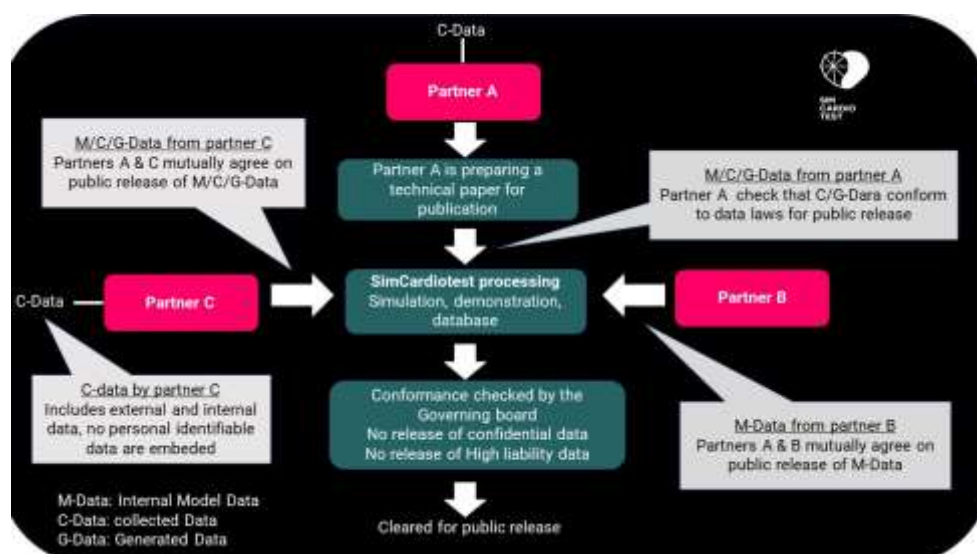 C-Data
Partner A
SIM
CARDIO
TEST
M/C/G-Data from partner C
Partners A & C mutually agree on
public release of M/C/G-Data
Partner A is preparing a
technical paper for
publication
M/C/G-Data from partner A
Partner A check that C/G-Dara conform
to data laws for public release
C-Data
Partner C
SimCardiotest processing
Simulation, demonstration,
database
Partner B
C-data by partner C
Includes external and internal
data, no personal identifiable
data are embeded
Conformance checked by the
Governing board
No release of confidential data
No release of High liability data
M-Data from partner B
Partners A & B mutually agree on
public release of M-Data
M-Data: Internal Model Data
C-Data: collected Data
G-Data: Generated Data
Cleared for public release